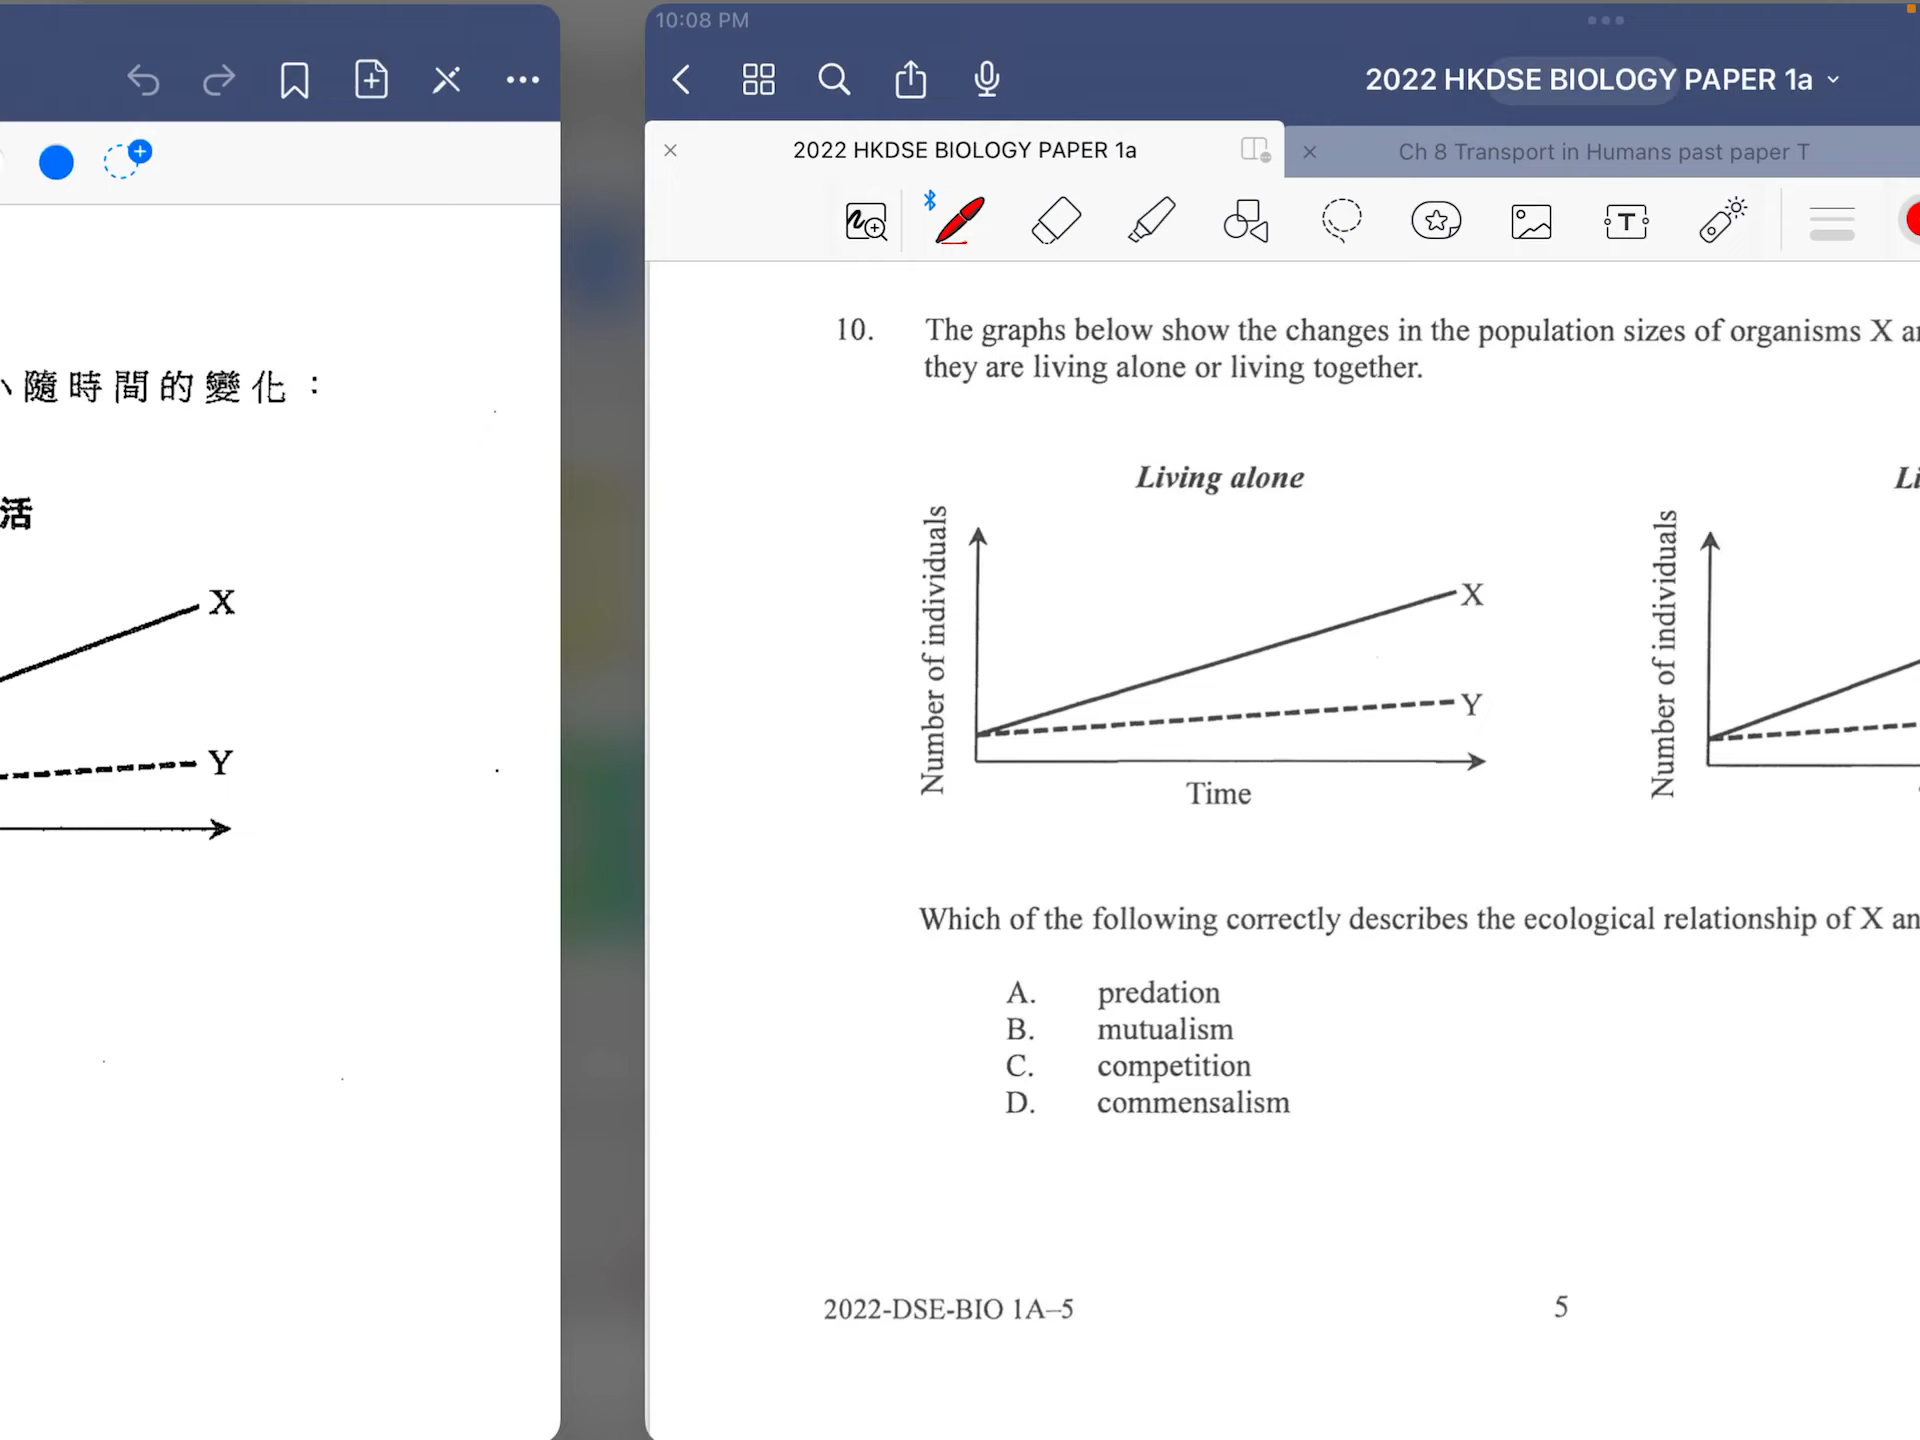 隨時間的變化：
活
X
Y
10:08 PM
2022 HKDSE BIOLOGY PAPER 1a
2022 HKDSE BIOLOGY PAPER 1a
Ch 8 Transport in Humans past paper T
10. The graphs below show the changes in the population sizes of organisms X
they are living alone or living together.
Living alone
Number of individuals
X
Y
Time
Li
Number of individuals
Which of the following correctly describes the ecological relationship of X
A. predation
B. mutualism
C. competition
D. commensalism
2022-DSE-BIO 1A–5
5